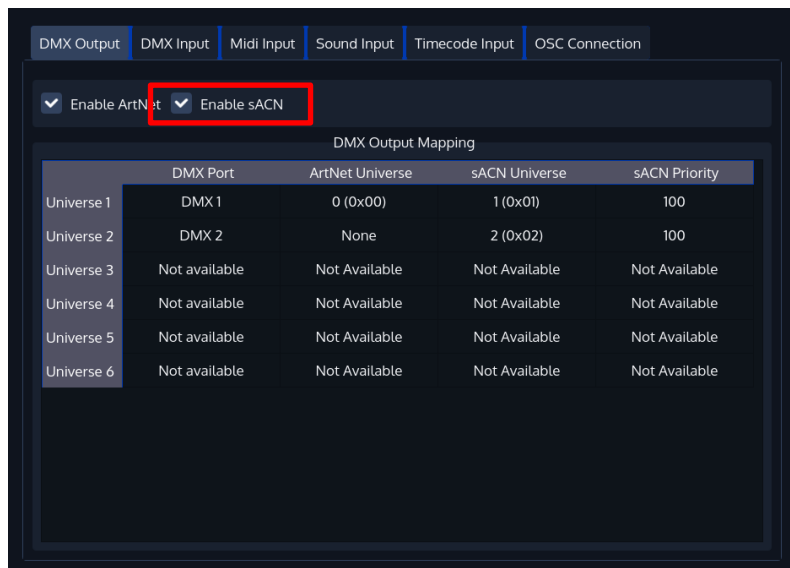 DMX Output DMX Input Midi Input Sound Input Timecode Input OSC Connection
Enable ArtNet Enable sACN
DMX Output Mapping
DMX Port ArtNet Universe sACN Universe sACN Priority
Universe 1 DMX 1 0 (0x00) 1 (0x01) 100
Universe 2 DMX 2 None 2 (0x02) 100
Universe 3 Not available Not Available Not Available Not Available
Universe 4 Not available Not Available Not Available Not Available
Universe 5 Not available Not Available Not Available Not Available
Universe 6 Not available Not Available Not Available Not Available